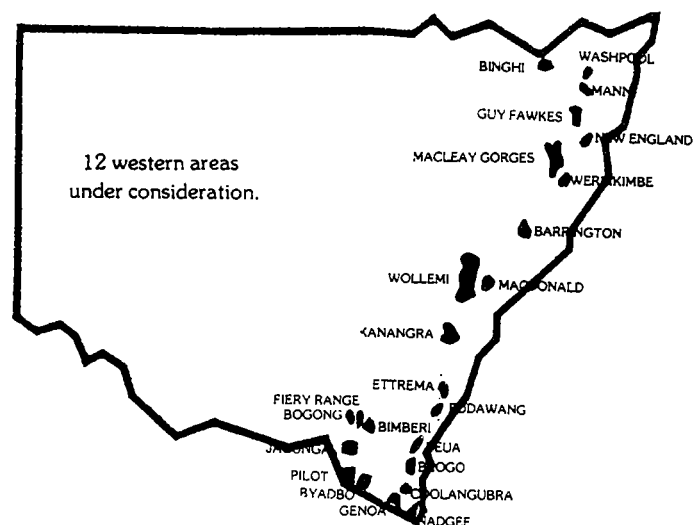 WASHPOOL
BINGHI
MANN
GUY FAWKES
NEW ENGLAND
MACLEAY GORGES
12 western areas
under consideration.
WERRIKIMBE
BARRINGTON
WOLLEMI
MACDONALD
KANANGRA
ETTREMA
FIERY RANGE
BUDAWANG
BOGONG
BIMBERI
DEUA
JAGUNGAL
BROGO
PILOT
BYADBO
COOLANGUBRA
GENOA
NADGEE